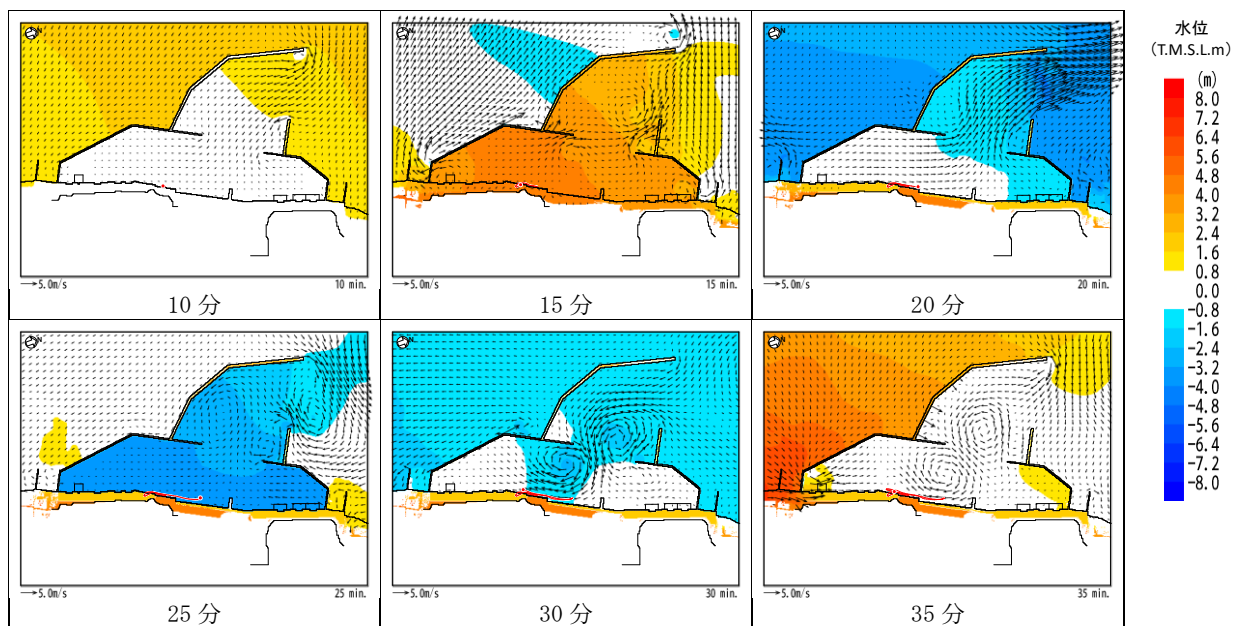 N
N
N
5.0m/s
10 min.
5.0m/s
15 min.
5.0m/s
20 min.
10 分
15 分
20 分
N
N
N
5.0m/s
25 min.
5.0m/s
30 min.
5.0m/s
35 min.
25 分
30 分
35 分
水位
(T.M.S.L.m)
(m)
8.0
7.2
6.4
5.6
4.8
4.0
3.2
2.4
1.6
0.8
0.0
-0.8
-1.6
-2.4
-3.2
-4.0
-4.8
-5.6
-6.4
-7.2
-8.0